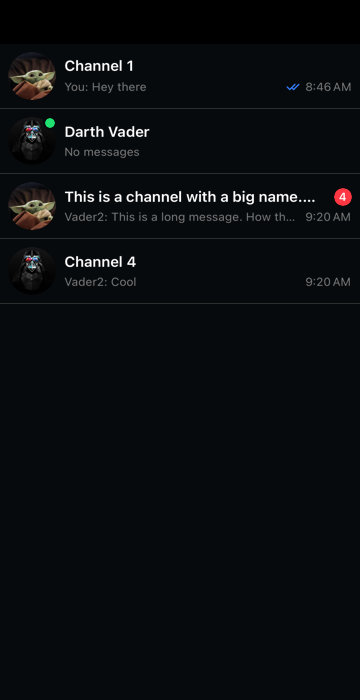 Channel 1
You: Hey there 8:46 AM
Darth Vader
No messages
This is a channel with a big name.... 4
Vader2: This is a long message. How th... 9:20 AM
Channel 4
Vader2: Cool 9:20 AM